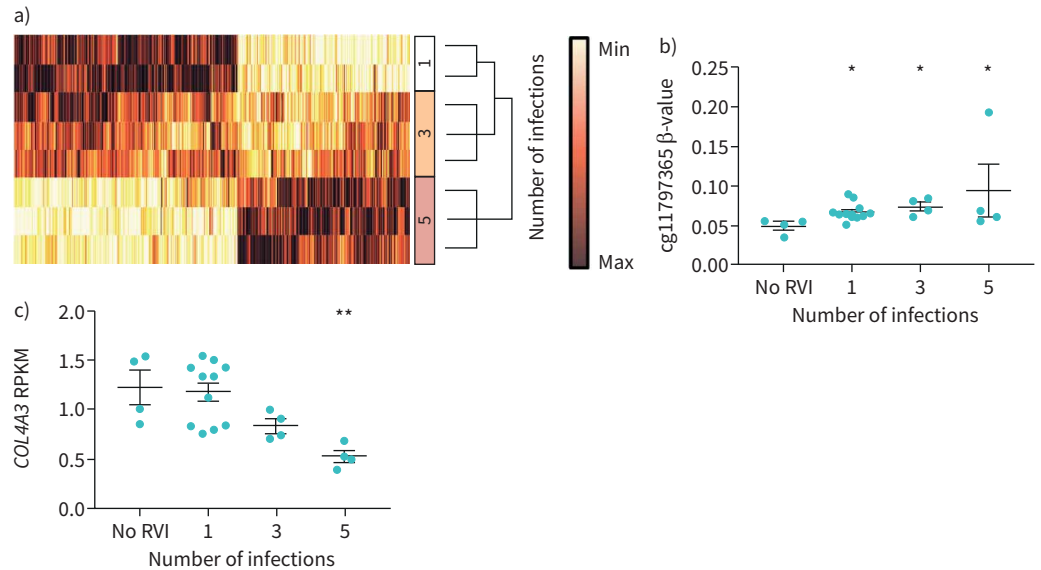 a)
1
3
5
Number of infections
Min
Max
b)
* * *
cg11797365 β-value
0.25
0.20
0.15
0.10
0.05
0.00
No RVI 1 3 5
Number of infections
c)
**
COL4A3 RPKM
2.0
1.5
1.0
0.5
0.0
No RVI 1 3 5
Number of infections